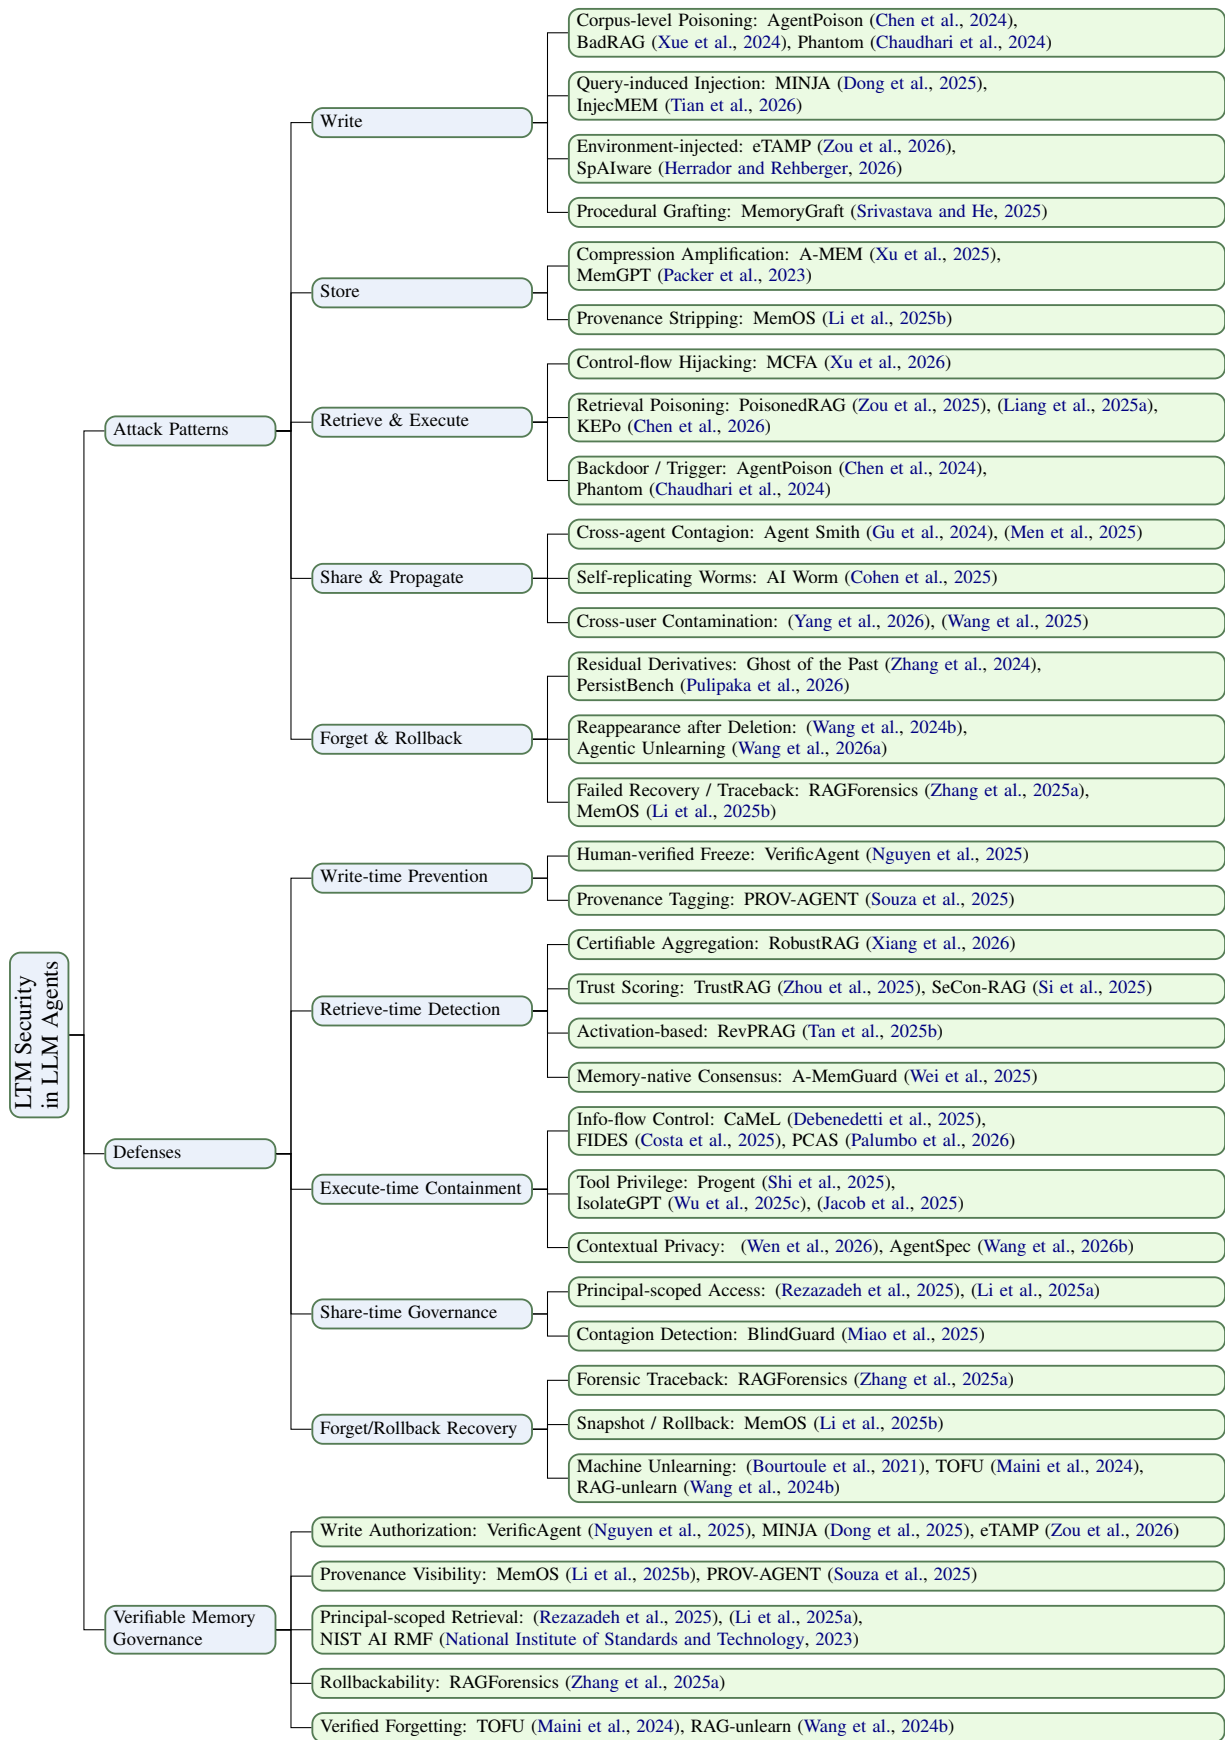 LTM Security
in LLM Agents
Attack Patterns
Write
Corpus-level Poisoning: AgentPoison (Chen et al., 2024),
BadRAG (Xue et al., 2024), Phantom (Chaudhari et al., 2024)
Query-induced Injection: MINJA (Dong et al., 2025),
InjecMEM (Tian et al., 2026)
Environment-injected: eTAMP (Zou et al., 2026),
SpAIware (Herrador and Rehberger, 2026)
Procedural Grafting: MemoryGraft (Srivastava and He, 2025)
Store
Compression Amplification: A-MEM (Xu et al., 2025),
MemGPT (Packer et al., 2023)
Provenance Stripping: MemOS (Li et al., 2025b)
Retrieve & Execute
Control-flow Hijacking: MCFA (Xu et al., 2026)
Retrieval Poisoning: PoisonedRAG (Zou et al., 2025), (Liang et al., 2025a),
KEPo (Chen et al., 2026)
Backdoor / Trigger: AgentPoison (Chen et al., 2024),
Phantom (Chaudhari et al., 2024)
Share & Propagate
Cross-agent Contagion: Agent Smith (Gu et al., 2024), (Men et al., 2025)
Self-replicating Worms: AI Worm (Cohen et al., 2025)
Cross-user Contamination: (Yang et al., 2026), (Wang et al., 2025)
Forget & Rollback
Residual Derivatives: Ghost of the Past (Zhang et al., 2024),
PersistBench (Pulipaka et al., 2026)
Reappearance after Deletion: (Wang et al., 2024b),
Agentic Unlearning (Wang et al., 2026a)
Failed Recovery / Traceback: RAGForensics (Zhang et al., 2025a),
MemOS (Li et al., 2025b)
Defenses
Write-time Prevention
Human-verified Freeze: VerificAgent (Nguyen et al., 2025)
Provenance Tagging: PROV-AGENT (Souza et al., 2025)
Retrieve-time Detection
Certifiable Aggregation: RobustRAG (Xiang et al., 2026)
Trust Scoring: TrustRAG (Zhou et al., 2025), SeCon-RAG (Si et al., 2025)
Activation-based: RevPRAG (Tan et al., 2025b)
Memory-native Consensus: A-MemGuard (Wei et al., 2025)
Execute-time Containment
Info-flow Control: CaMeL (Debenedetti et al., 2025),
FIDES (Costa et al., 2025), PCAS (Palumbo et al., 2026)
Tool Privilege: Progent (Shi et al., 2025),
IsolateGPT (Wu et al., 2025c), (Jacob et al., 2025)
Contextual Privacy: (Wen et al., 2026), AgentSpec (Wang et al., 2026b)
Share-time Governance
Principal-scoped Access: (Rezazadeh et al., 2025), (Li et al., 2025a)
Contagion Detection: BlindGuard (Miao et al., 2025)
Forget/Rollback Recovery
Forensic Traceback: RAGForensics (Zhang et al., 2025a)
Snapshot / Rollback: MemOS (Li et al., 2025b)
Machine Unlearning: (Bourtoule et al., 2021), TOFU (Maini et al., 2024),
RAG-unlearn (Wang et al., 2024b)
Verifiable Memory
Governance
Write Authorization: VerificAgent (Nguyen et al., 2025), MINJA (Dong et al., 2025), eTAMP (Zou et al., 2026)
Provenance Visibility: MemOS (Li et al., 2025b), PROV-AGENT (Souza et al., 2025)
Principal-scoped Retrieval: (Rezazadeh et al., 2025), (Li et al., 2025a),
NIST AI RMF (National Institute of Standards and Technology, 2023)
Rollbackability: RAGForensics (Zhang et al., 2025a)
Verified Forgetting: TOFU (Maini et al., 2024), RAG-unlearn (Wang et al., 2024b)